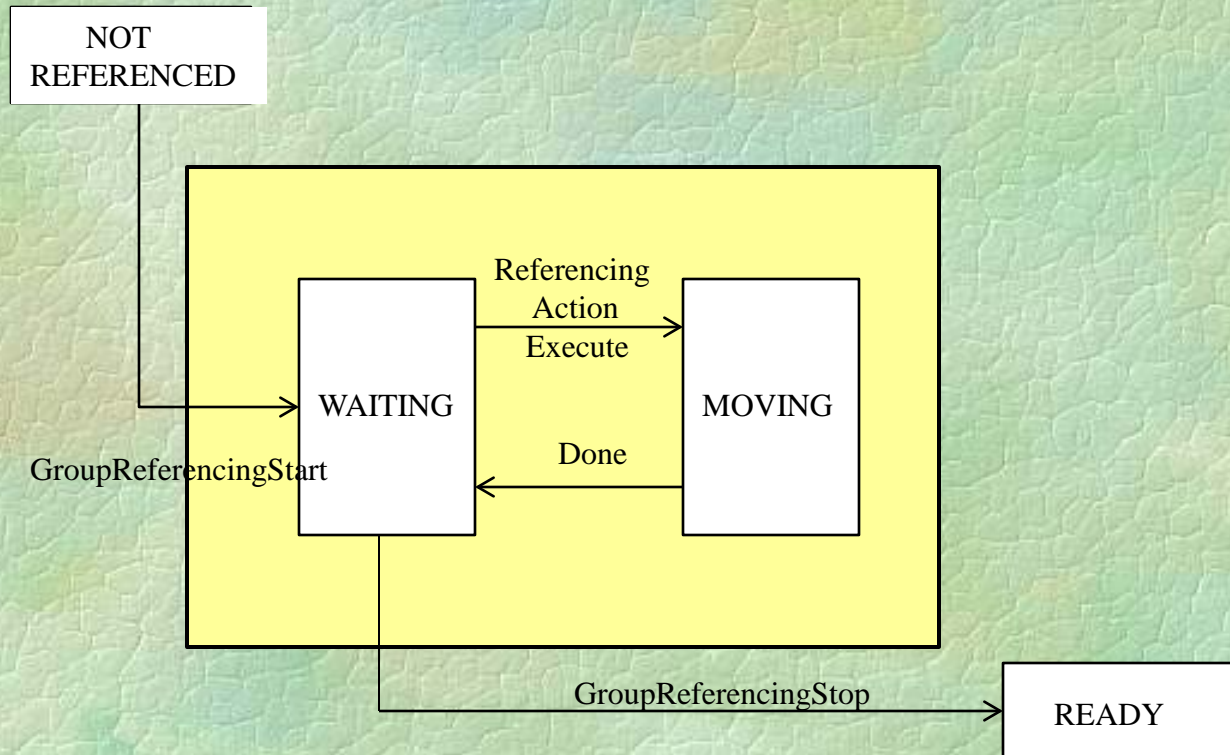 NOT
REFERENCED
Referencing
Action
Execute
WAITING
MOVING
Done
GroupReferencingStart
GroupReferencingStop
READY